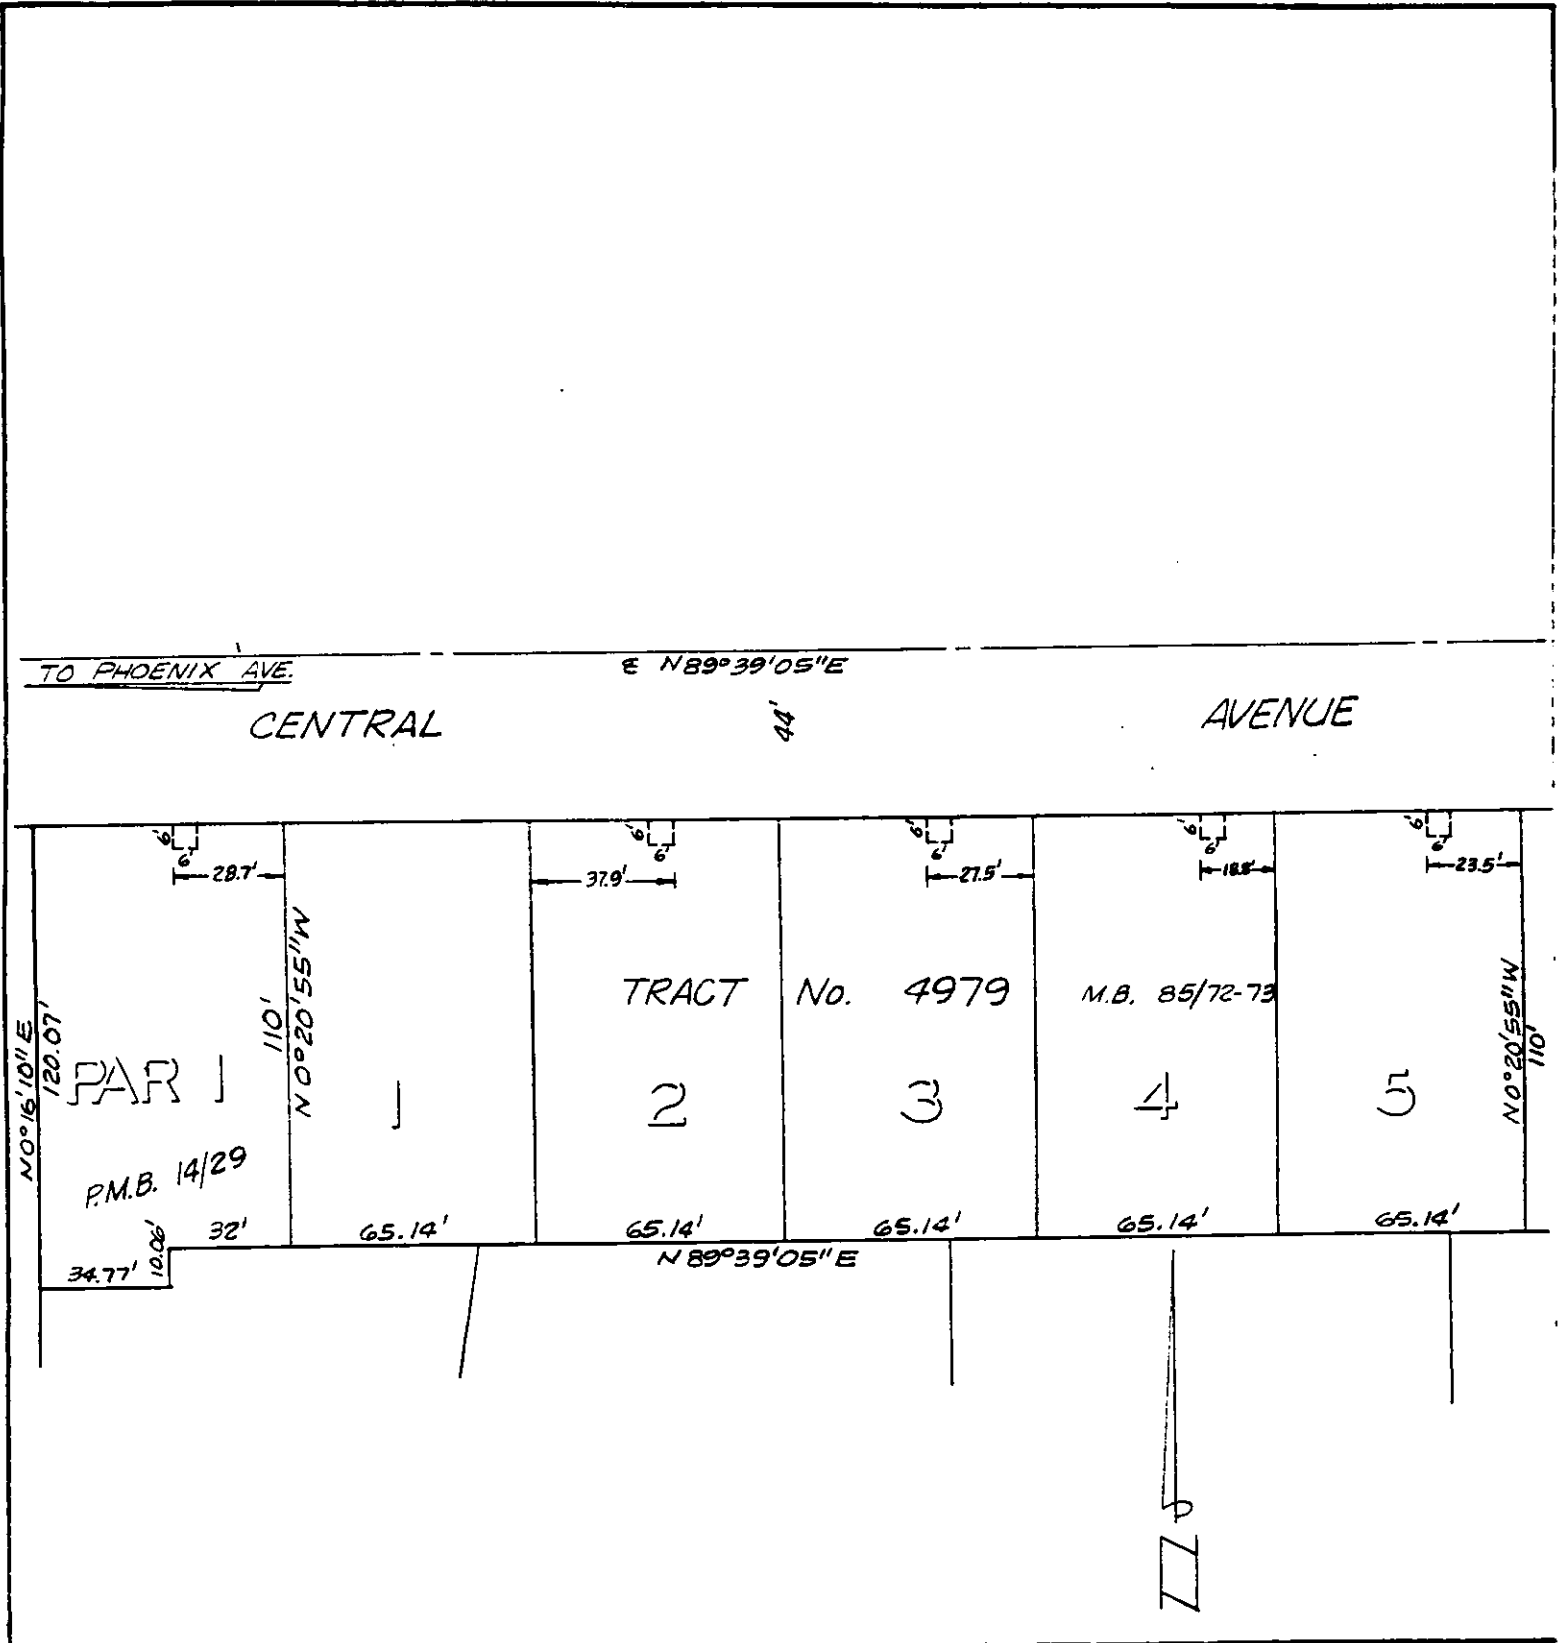 TO PHOENIX AVE.
N89°39'05"E
CENTRAL
44'
AVENUE
6'
6'
28.7'
6'
6'
37.9'
6'
6'
27.5'
6'
6'
6'
6'
23.5'
N0°16'10"E
120.07'
110'
N0°20'55"W
TRACT No. 4979
M.B. 85/72-73
N0°20'55"W
110'
PAR 1
1
2
3
4
5
P.M.B. 14/29
32'
65.14'
65.14'
65.14'
65.14'
65.14'
10.06'
34.77'
N89°39'05"E
Z